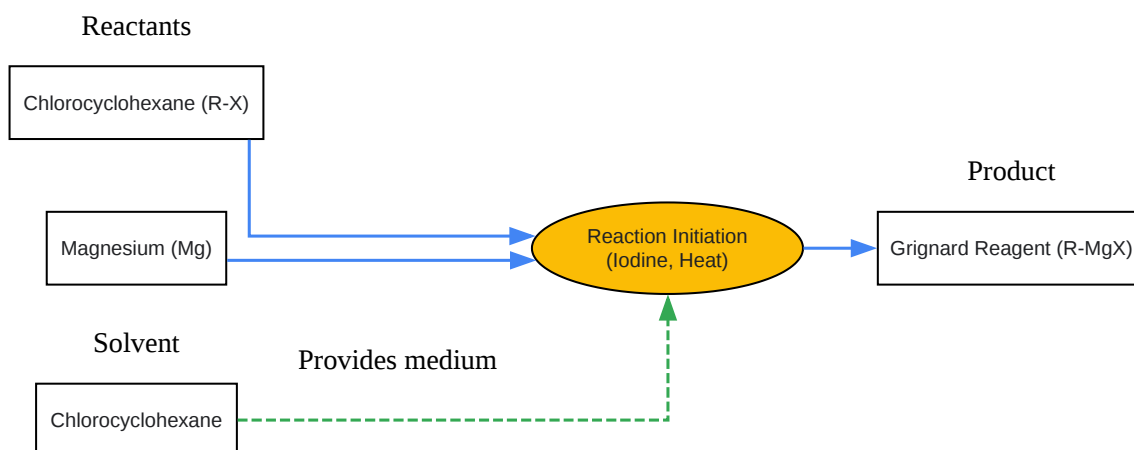 Reactants
Chlorocyclohexane (R-X)
Product
Magnesium (Mg)
Reaction Initiation
(Iodine, Heat)
Grignard Reagent (R-MgX)
Solvent
Provides medium
Chlorocyclohexane